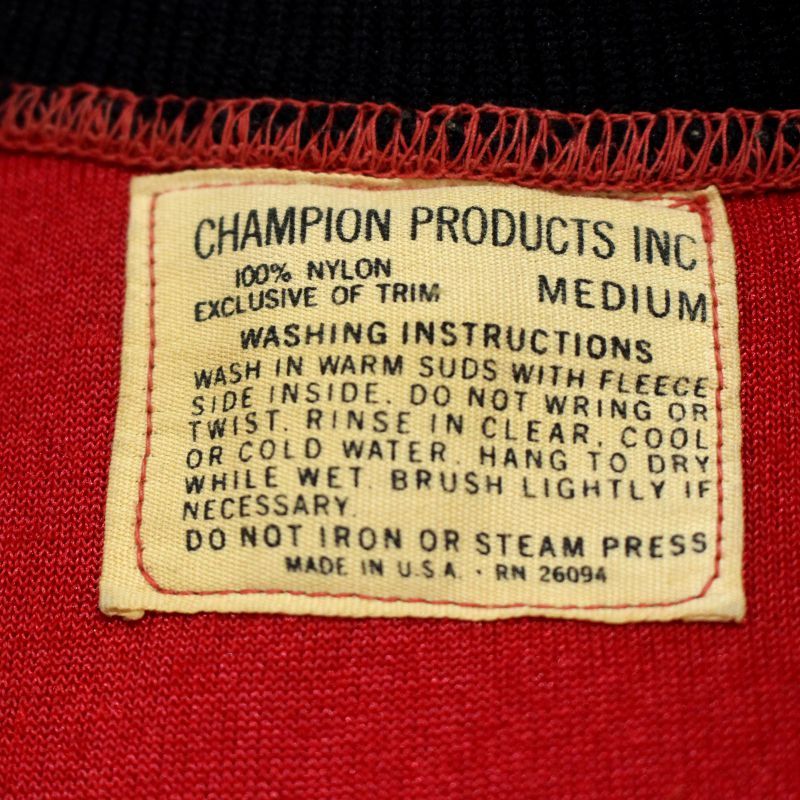 CHAMPION PRODUCTS INC
100% NYLON
EXCLUSIVE OF TRIM MEDIUM
WASHING INSTRUCTIONS
WASH IN WARM SUDS WITH FLEECE
SIDE INSIDE. DO NOT WRING OR
TWIST. RINSE IN CLEAR, COOL
OR COLD WATER. HANG TO DRY
WHILE WET. BRUSH LIGHTLY IF
NECESSARY.
DO NOT IRON OR STEAM PRESS
MADE IN U.S.A. · RN 26094